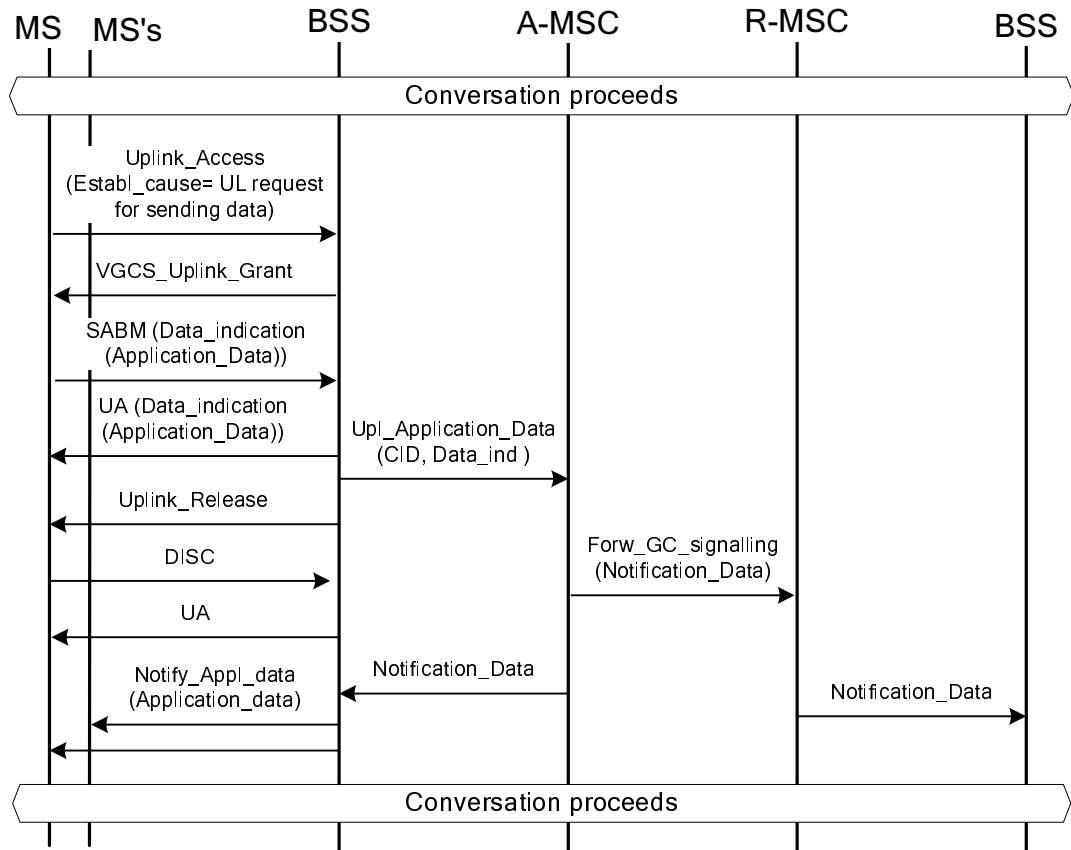 MS MS's BSS A-MSC R-MSC BSS
Conversation proceeds
Uplink_Access
(Establ_cause= UL request
for sending data)
VGCS_Uplink_Grant
SABM (Data_indication
(Application_Data))
UA (Data_indication
(Application_Data))
Upl_Application_Data
(CID, Data_ind )
Uplink_Release
Forw_GC_signalling
(Notification_Data)
DISC
UA
Notify_Appl_data
(Application_data)
Notification_Data
Notification_Data
Conversation proceeds